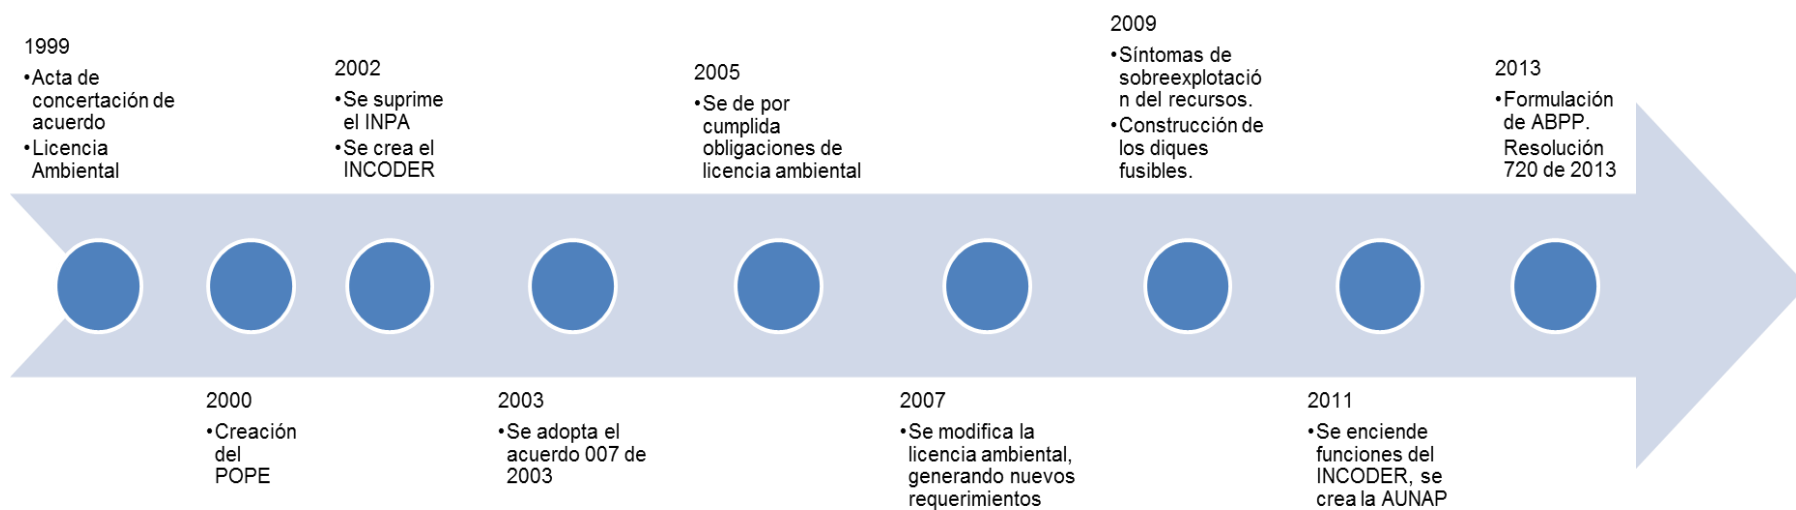 1999
•Acta de
concertación de
acuerdo
•Licencia
Ambiental
2000
•Creación
del
POPE
2002
•Se suprime
el INPA
•Se crea el
INCODER
2003
•Se adopta el
acuerdo 007 de
2003
2005
•Se de por
cumplida
obligaciones de
licencia ambiental
2007
•Se modifica la
licencia ambiental,
generando nuevos
requerimientos
2009
•Síntomas de
sobreexplotació
n del recursos.
•Construcción de
los diques
fusibles.
2011
•Se enciende
funciones del
INCODER, se
crea la AUNAP
2013
•Formulación
de ABPP.
Resolución
720 de 2013